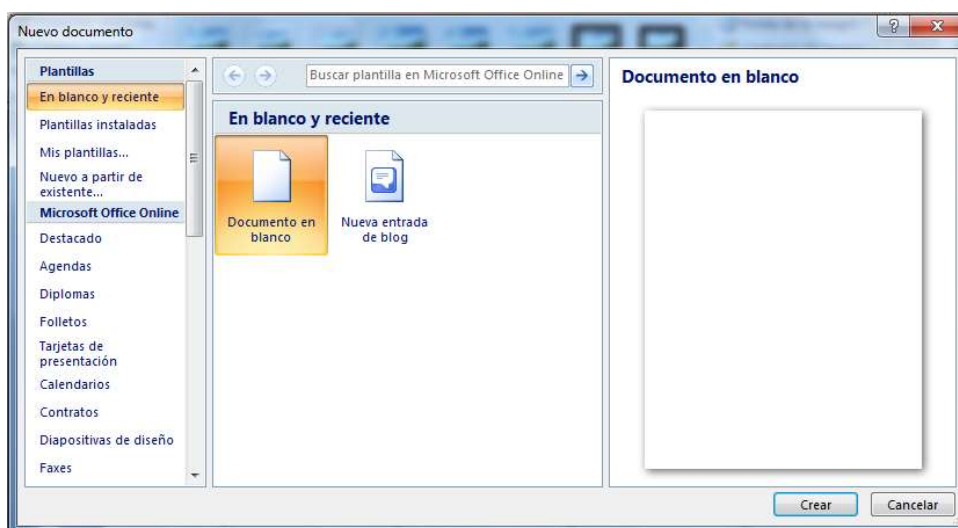 Nuevo documento
Plantillas
En blanco y reciente
Plantillas instaladas
Mis plantillas...
Nuevo a partir de
existente...
Microsoft Office Online
Destacado
Agendas
Diplomas
Folletos
Tarjetas de
presentación
Calendarios
Contratos
Diapositivas de diseño
Faxes
Buscar plantilla en Microsoft Office Online
En blanco y reciente
Documento en
blanco
Nueva entrada
de blog
Documento en blanco
Crear
Cancelar